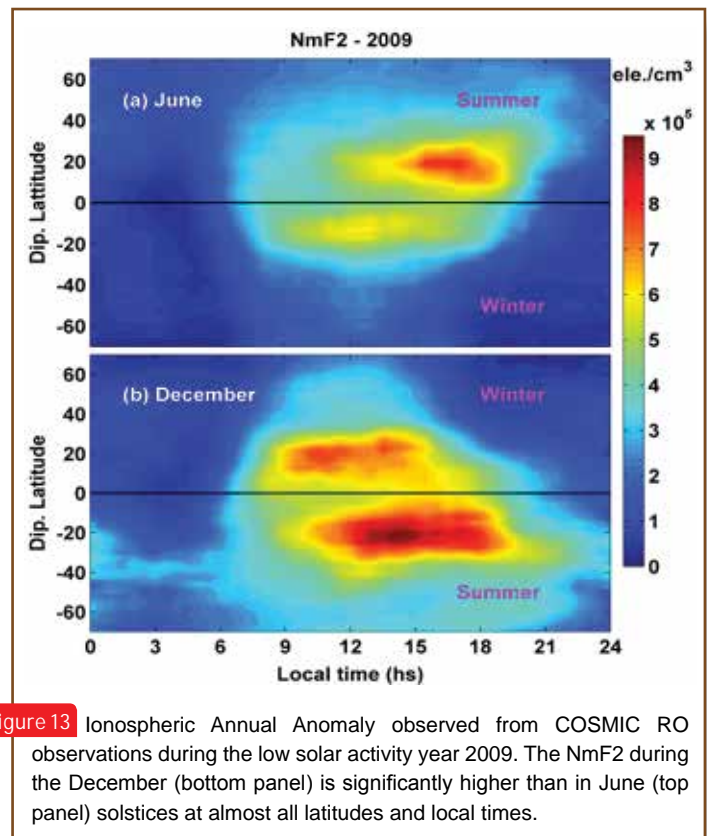 NmF2 - 2009
ele./cm3
x 10^5
(a) June
Summer
Winter
Dip. Lattitude
60
40
20
0
-20
-40
-60
(b) December
Winter
Summer
Dip. Latitude
60
40
20
0
-20
-40
-60
0 3 6 9 12 15 18 21 24
Local time (hs)
9
8
7
6
5
4
3
2
1
0
igure 13 Ionospheric Annual Anomaly observed from COSMIC RO
observations during the low solar activity year 2009. The NmF2 during
the December (bottom panel) is significantly higher than in June (top
panel) solstices at almost all latitudes and local times.